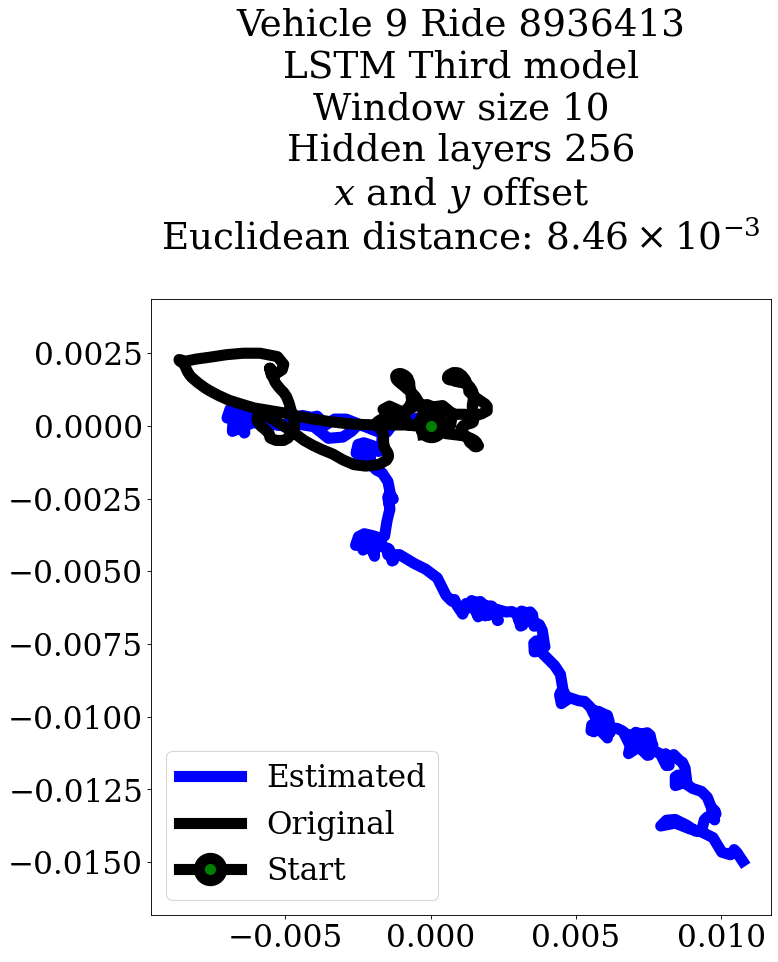 Vehicle 9 Ride 8936413
LSTM Third model
Window size 10
Hidden layers 256
x and y offset
Euclidean distance: 8.46 × 10⁻³
0.0025
0.0000
−0.0025
−0.0050
−0.0075
−0.0100
−0.0125
−0.0150
Estimated
Original
Start
−0.005 0.000 0.005 0.010